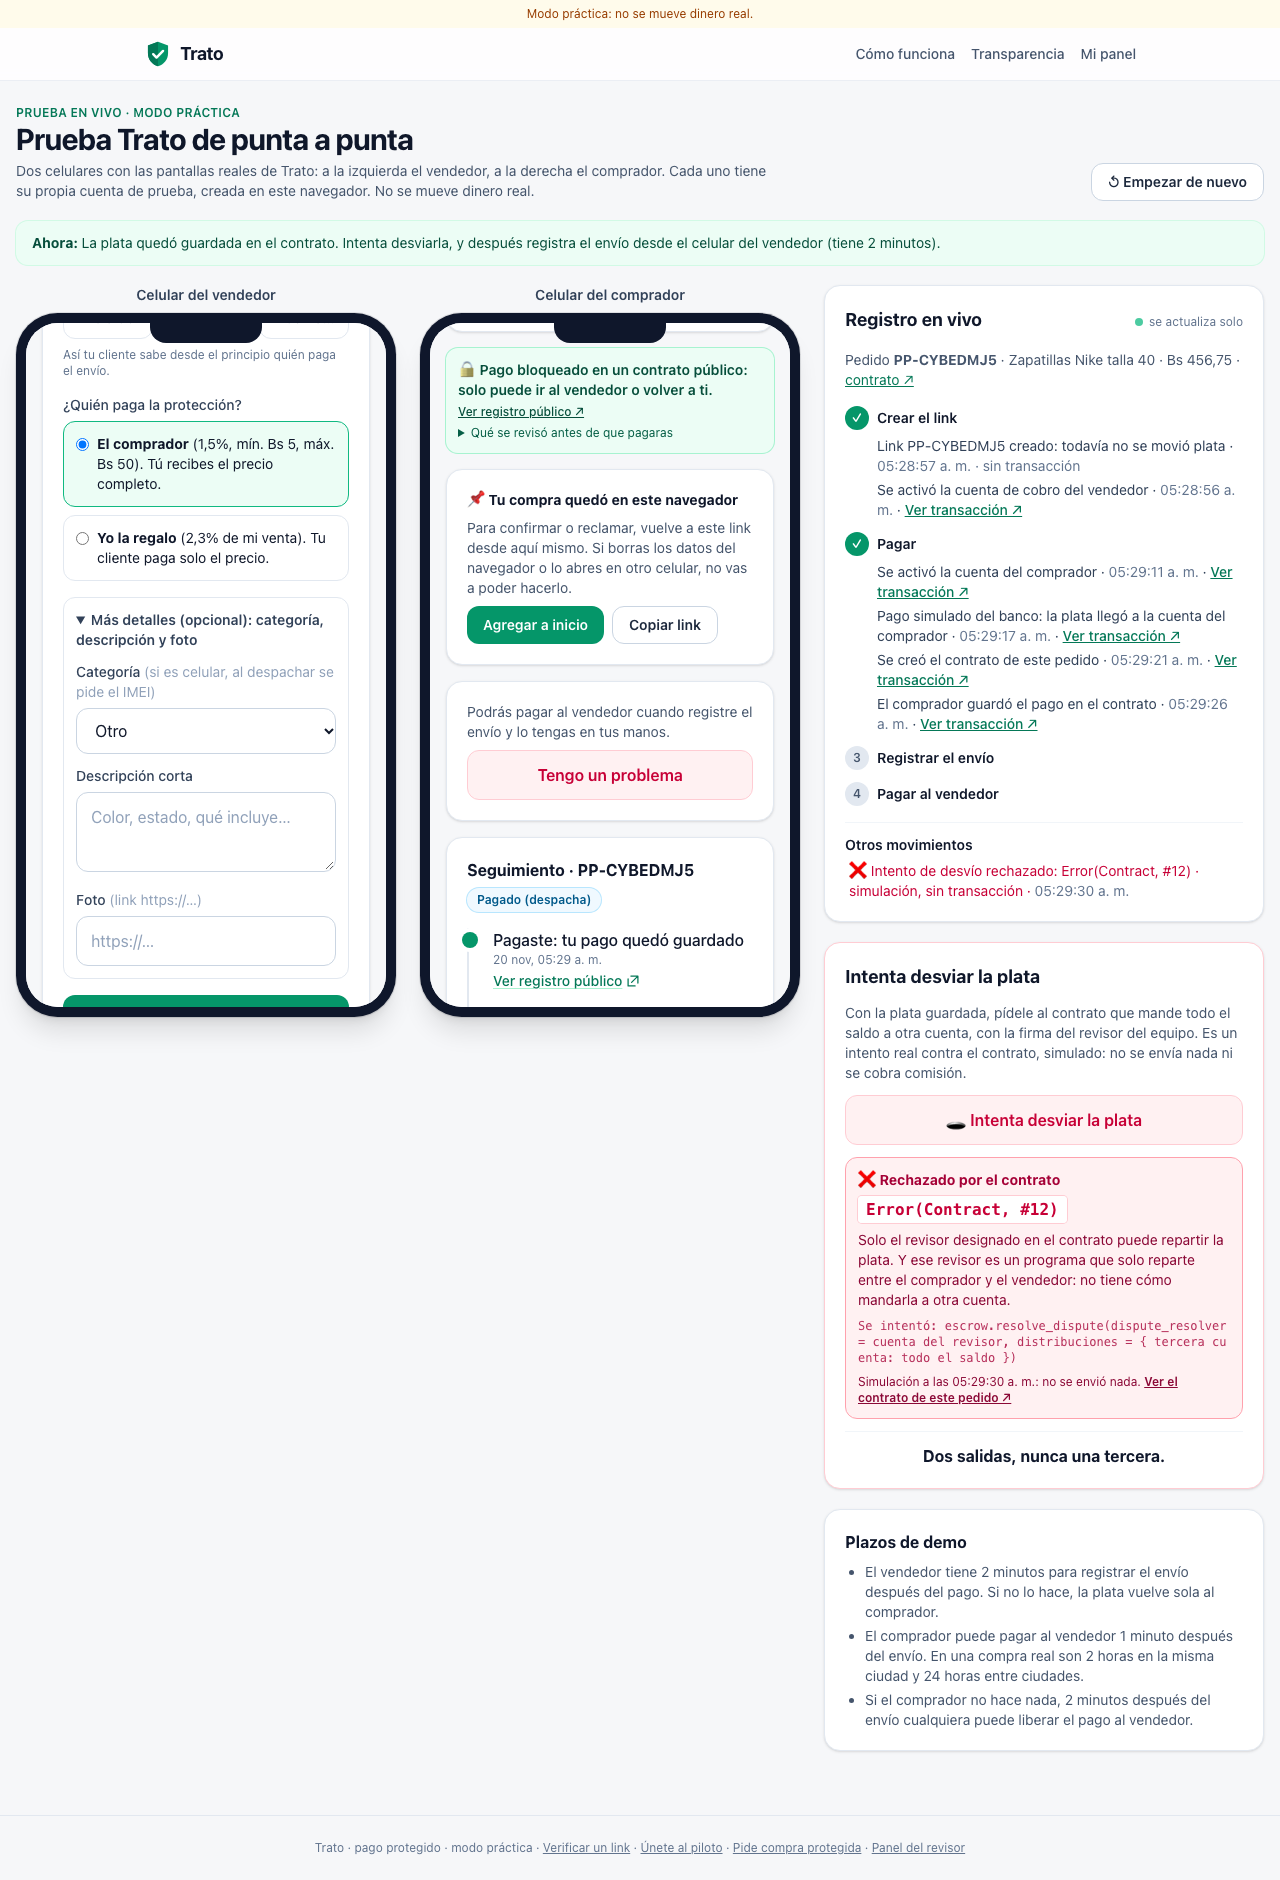 Modo práctica: no se mueve dinero real.
Trato
Cómo funciona
Transparencia
Mi panel
PRUEBA EN VIVO · MODO PRÁCTICA
Prueba Trato de punta a punta
Dos celulares con las pantallas reales de Trato: a la izquierda el vendedor, a la derecha el comprador. Cada uno tiene
su propia cuenta de prueba, creada en este navegador. No se mueve dinero real.
Empezar de nuevo
Ahora: La plata quedó guardada en el contrato. Intenta desviarla, y después registra el envío desde el celular del vendedor (tiene 2 minutos).
Celular del vendedor
Así tu cliente sabe desde el principio quién paga
el envío.
¿Quién paga la protección?
El comprador (1,5%, mín. Bs 5, máx.
Bs 50). Tú recibes el precio
completo.
Yo la regalo (2,3% de mi venta). Tu
cliente paga solo el precio.
▼ Más detalles (opcional): categoría,
descripción y foto
Categoría (si es celular, al despachar se
pide el IMEI)
Otro
Descripción corta
Color, estado, qué incluye...
Foto (link https://...)
https://...
Celular del comprador
Pago bloqueado en un contrato público:
solo puede ir al vendedor o volver a ti.
Ver registro público ↗
▶ Qué se revisó antes de que pagaras
Tu compra quedó en este navegador
Para confirmar o reclamar, vuelve a este link
desde aquí mismo. Si borras los datos del
navegador o lo abres en otro celular, no vas
a poder hacerlo.
Agregar a inicio
Copiar link
Podrás pagar al vendedor cuando registre el
envío y lo tengas en tus manos.
Tengo un problema
Seguimiento · PP-CYBEDMJ5
Pagado (despacha)
Pagaste: tu pago quedó guardado
20 nov, 05:29 a. m.
Ver registro público
Registro en vivo
se actualiza solo
Pedido PP-CYBEDMJ5 · Zapatillas Nike talla 40 · Bs 456,75 ·
contrato ↗
Crear el link
Link PP-CYBEDMJ5 creado: todavía no se movió plata ·
05:28:57 a. m. · sin transacción
Se activó la cuenta de cobro del vendedor · 05:28:56 a.
m. · Ver transacción ↗
Pagar
Se activó la cuenta del comprador · 05:29:11 a. m. · Ver
transacción ↗
Pago simulado del banco: la plata llegó a la cuenta del
comprador · 05:29:17 a. m. · Ver transacción ↗
Se creó el contrato de este pedido · 05:29:21 a. m. · Ver
transacción ↗
El comprador guardó el pago en el contrato · 05:29:26
a. m. · Ver transacción ↗
3 Registrar el envío
4 Pagar al vendedor
Otros movimientos
❌ Intento de desvío rechazado: Error(Contract, #12) ·
simulación, sin transacción · 05:29:30 a. m.
Intenta desviar la plata
Con la plata guardada, pídele al contrato que mande todo el
saldo a otra cuenta, con la firma del revisor del equipo. Es un
intento real contra el contrato, simulado: no se envía nada ni
se cobra comisión.
Intenta desviar la plata
❌ Rechazado por el contrato
Error(Contract, #12)
Solo el revisor designado en el contrato puede repartir la
plata. Y ese revisor es un programa que solo reparte
entre el comprador y el vendedor: no tiene cómo
mandarla a otra cuenta.
Se intentó: escrow.resolve_dispute(dispute_resolver
= cuenta del revisor, distribuciones = { tercera cu
enta: todo el saldo })
Simulación a las 05:29:30 a. m.: no se envió nada. Ver el
contrato de este pedido ↗
Dos salidas, nunca una tercera.
Plazos de demo
• El vendedor tiene 2 minutos para registrar el envío
después del pago. Si no lo hace, la plata vuelve sola al
comprador.
• El comprador puede pagar al vendedor 1 minuto después
del envío. En una compra real son 2 horas en la misma
ciudad y 24 horas entre ciudades.
• Si el comprador no hace nada, 2 minutos después del
envío cualquiera puede liberar el pago al vendedor.
Trato · pago protegido · modo práctica · Verificar un link · Únete al piloto · Pide compra protegida · Panel del revisor